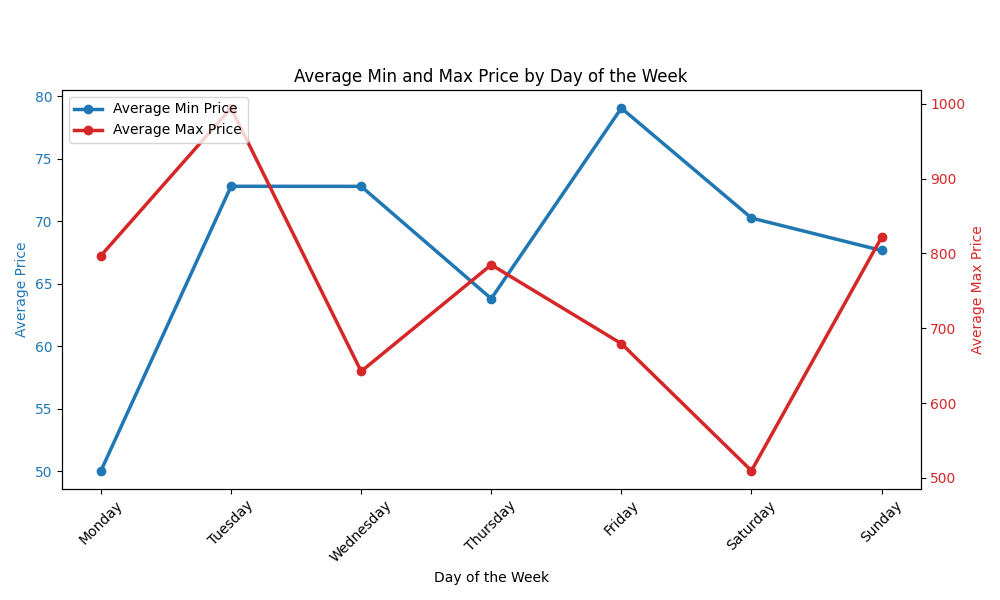 Average Min and Max Price by Day of the Week
Average Min Price
Average Max Price
80
75
70
65
60
55
50
Average Price
1000
900
800
700
600
500
Average Max Price
Monday
Tuesday
Wednesday
Thursday
Friday
Saturday
Sunday
Day of the Week